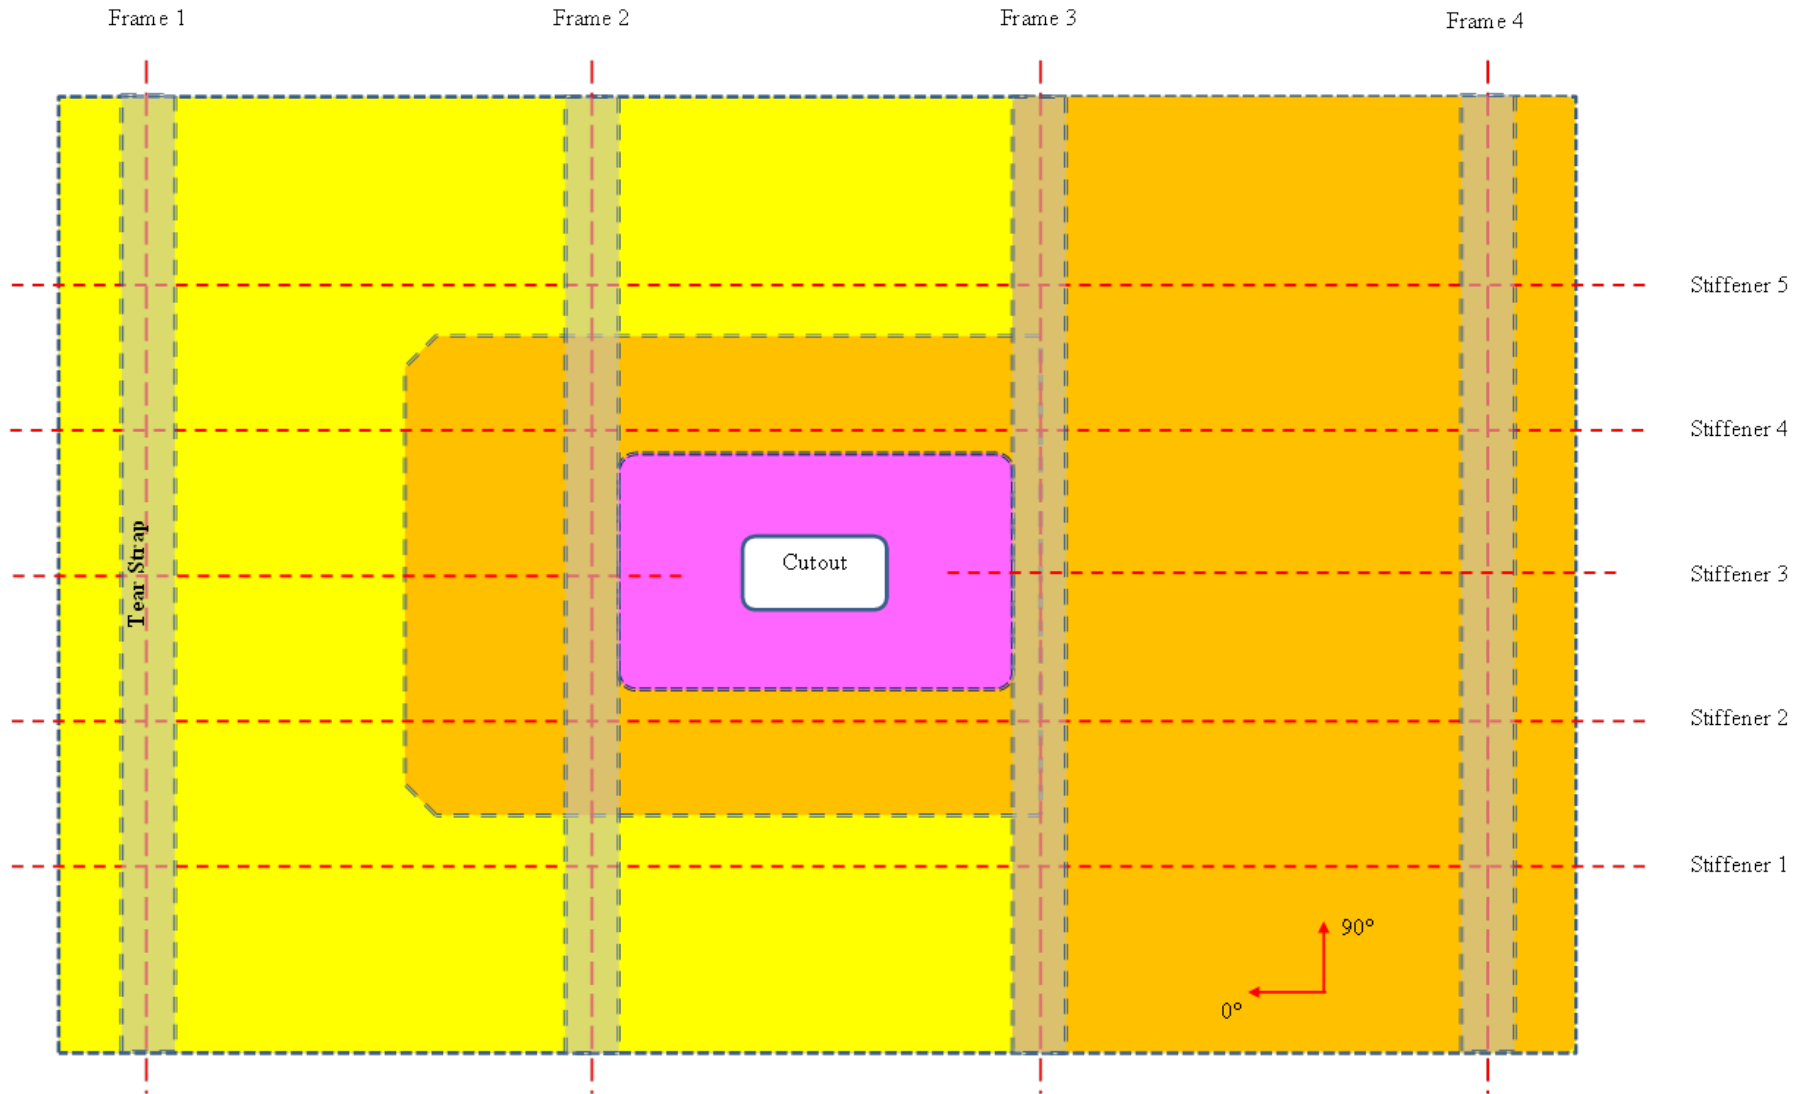 Frame 1
Frame 2
Frame 3
Frame 4
Stiffener 5
Stiffener 4
Tear Strap
Cutout
Stiffener 3
Stiffener 2
Stiffener 1
90°
0°